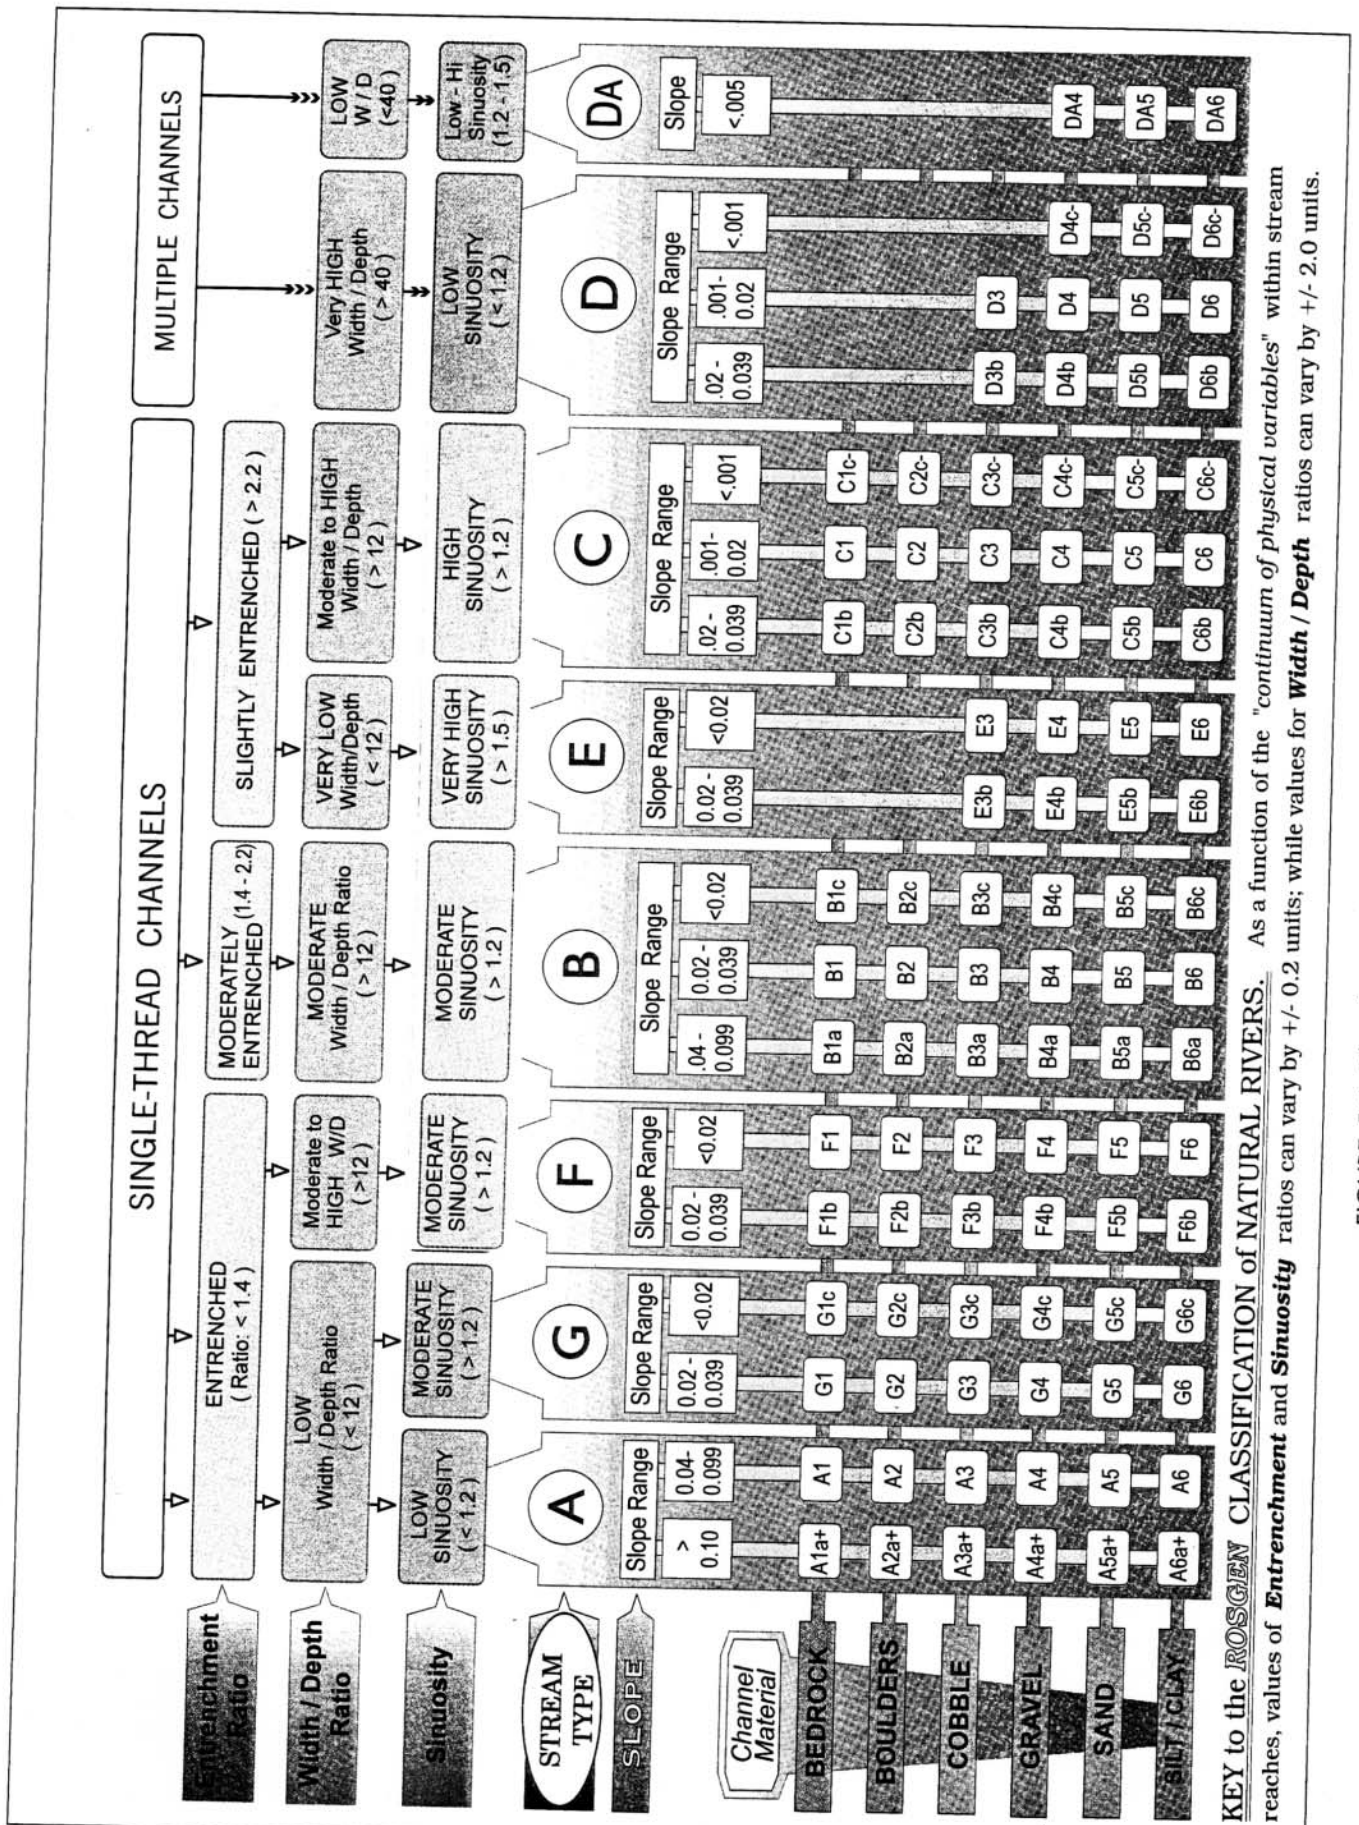 SINGLE-THREAD CHANNELS
MULTIPLE CHANNELS
Entrenchment
Ratio
ENTRENCHED
( Ratio: < 1.4 )
MODERATELY
ENTRENCHED (1.4 - 2.2)
SLIGHTLY ENTRENCHED ( > 2.2 )
Width / Depth
Ratio
LOW
Width / Depth Ratio
( < 12 )
Moderate to
HIGH W/D
( >12 )
MODERATE
Width / Depth Ratio
( > 12 )
VERY LOW
Width/Depth
( < 12 )
Moderate to HIGH
Width / Depth
( > 12 )
Very HIGH
Width / Depth
( > 40 )
LOW
W / D
(<40 )
Sinuosity
LOW
SINUOSITY
( < 1.2 )
MODERATE
SINUOSITY
( > 1.2 )
MODERATE
SINUOSITY
( > 1.2 )
MODERATE
SINUOSITY
( > 1.2 )
VERY HIGH
SINUOSITY
( > 1.5 )
HIGH
SINUOSITY
( > 1.2 )
LOW
SINUOSITY
( < 1.2 )
Low - Hi
Sinuosity
(1.2 - 1.5)
STREAM
TYPE
A G F B E C D DA
SLOPE
Slope Range Slope Range Slope Range Slope Range Slope Range Slope Range Slope Range Slope
>
0.10
0.04-
0.099
0.02 -
0.039
<0.02
0.02 -
0.039
<0.02
.04 -
0.099
0.02 -
0.039
<0.02
0.02 -
0.039
<0.02
.02 -
0.039
.001-
0.02
<.001
.02 -
0.039
.001-
0.02
<.001
<.005
Channel
Material
BEDROCK A1a+ A1 G1 G1c F1b F1 B1a B1 B1c C1b C1 C1c-
BOULDERS A2a+ A2 G2 G2c F2b F2 B2a B2 B2c C2b C2 C2c-
COBBLE A3a+ A3 G3 G3c F3b F3 B3a B3 B3c E3b E3 C3b C3 C3c- D3b D3
GRAVEL A4a+ A4 G4 G4c F4b F4 B4a B4 B4c E4b E4 C4b C4 C4c- D4b D4 D4c- DA4
SAND A5a+ A5 G5 G5c F5b F5 B5a B5 B5c E5b E5 C5b C5 C5c- D5b D5 D5c- DA5
SILT / CLAY A6a+ A6 G6 G6c F6b F6 B6a B6 B6c E6b E6 C6b C6 C6c- D6b D6 D6c- DA6
KEY to the ROSGEN CLASSIFICATION of NATURAL RIVERS. As a function of the "continuum of physical variables" within stream
reaches, values of Entrenchment and Sinuosity ratios can vary by +/- 0.2 units; while values for Width / Depth ratios can vary by +/- 2.0 units.